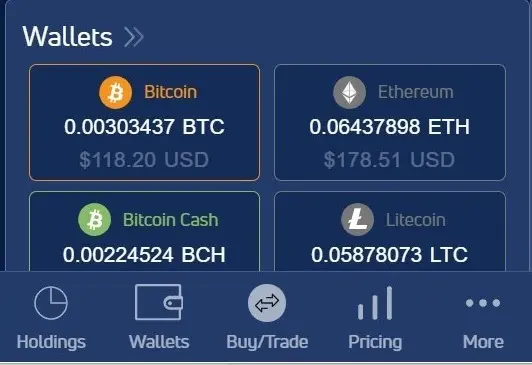 Wallets
Bitcoin
0.00303437 BTC
$118.20 USD
Ethereum
0.06437898 ETH
$178.51 USD
Bitcoin Cash
0.00224524 BCH
Litecoin
0.05878073 LTC
Holdings
Wallets
Buy/Trade
Pricing
More